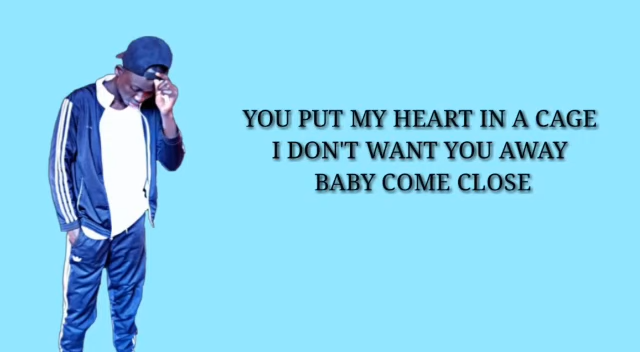 YOU PUT MY HEART IN A CAGE
I DON'T WANT YOU AWAY
BABY COME CLOSE